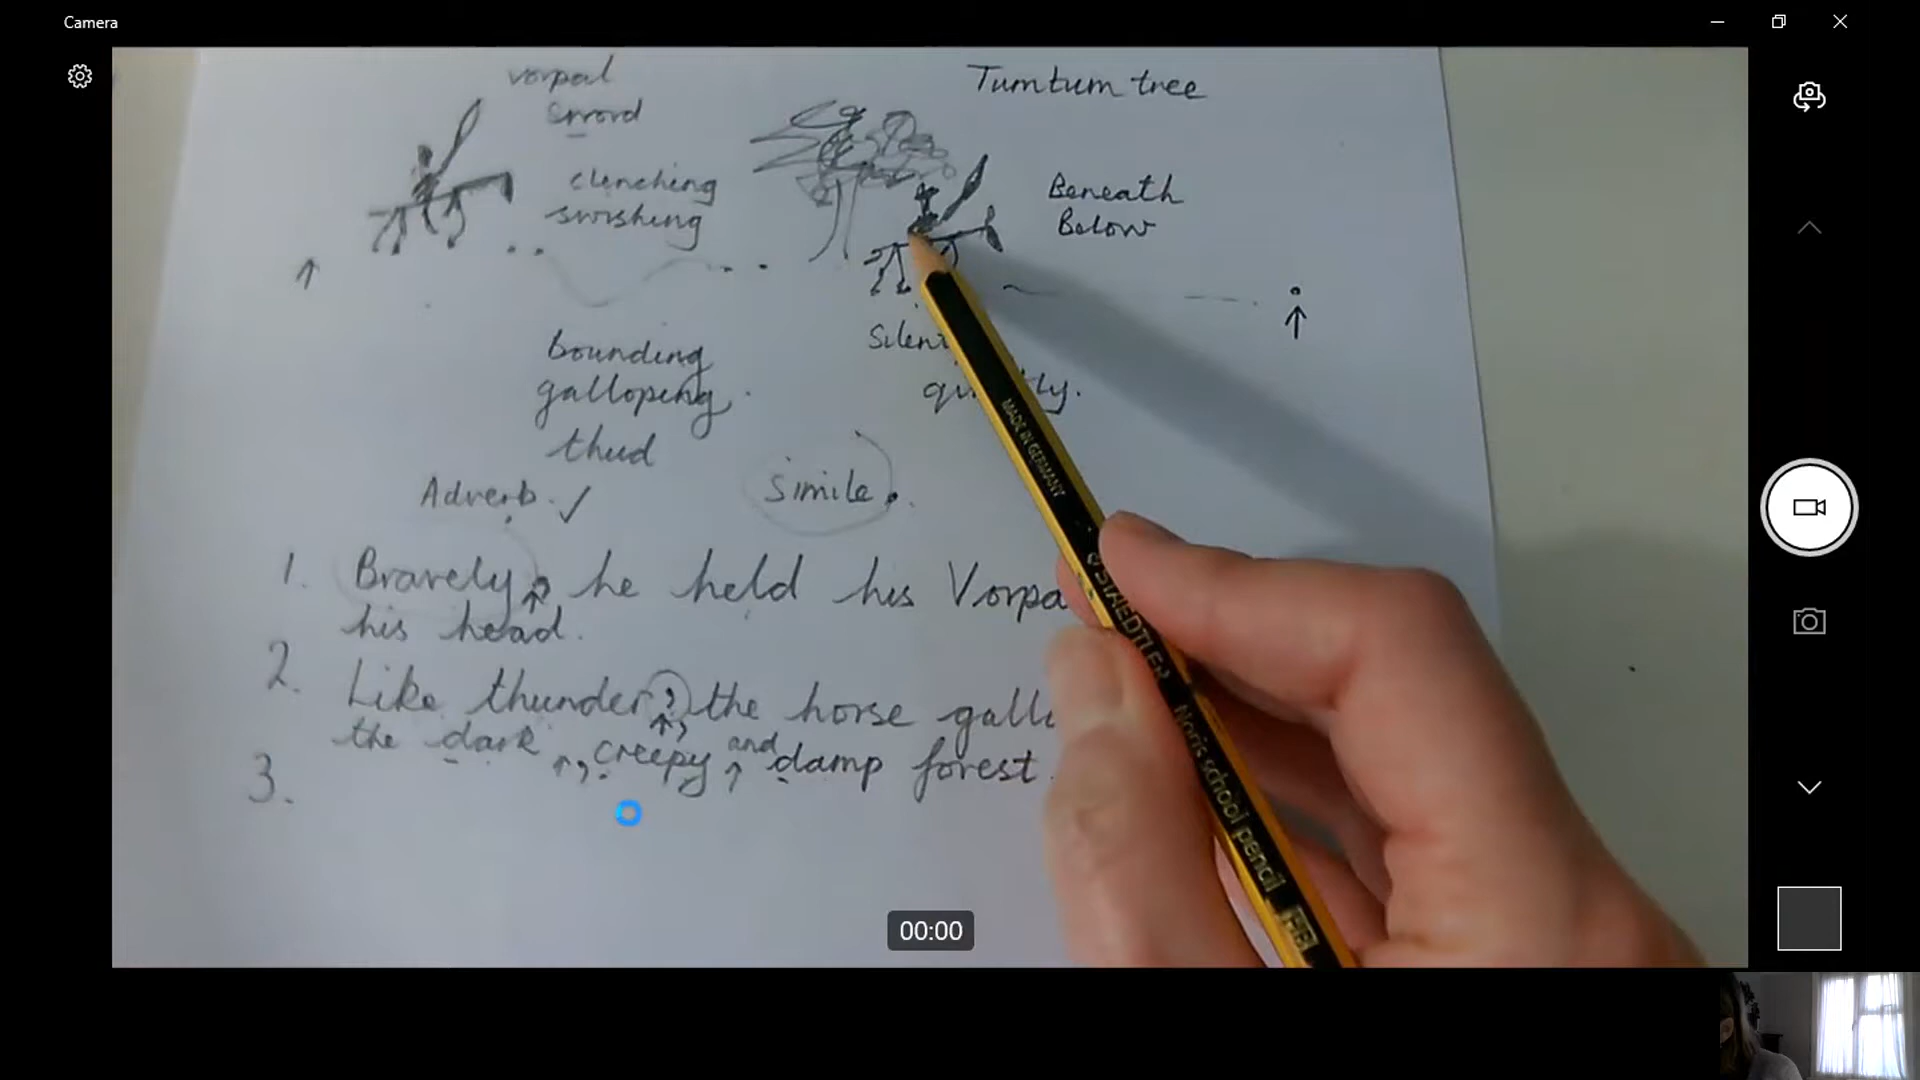 Camera
vorpal
sword
Tumtum tree
clenching
swishing
Beneath
Below
bounding
galloping.
thud
Adverb. ✓
Simile.
1. Bravely, he held his
his head.
2. Like thunder, the horse
the dark, creepy and damp forest.
3.
MADE IN GERMANY
STAEDTLER
Noris school pencil
HB
00:00